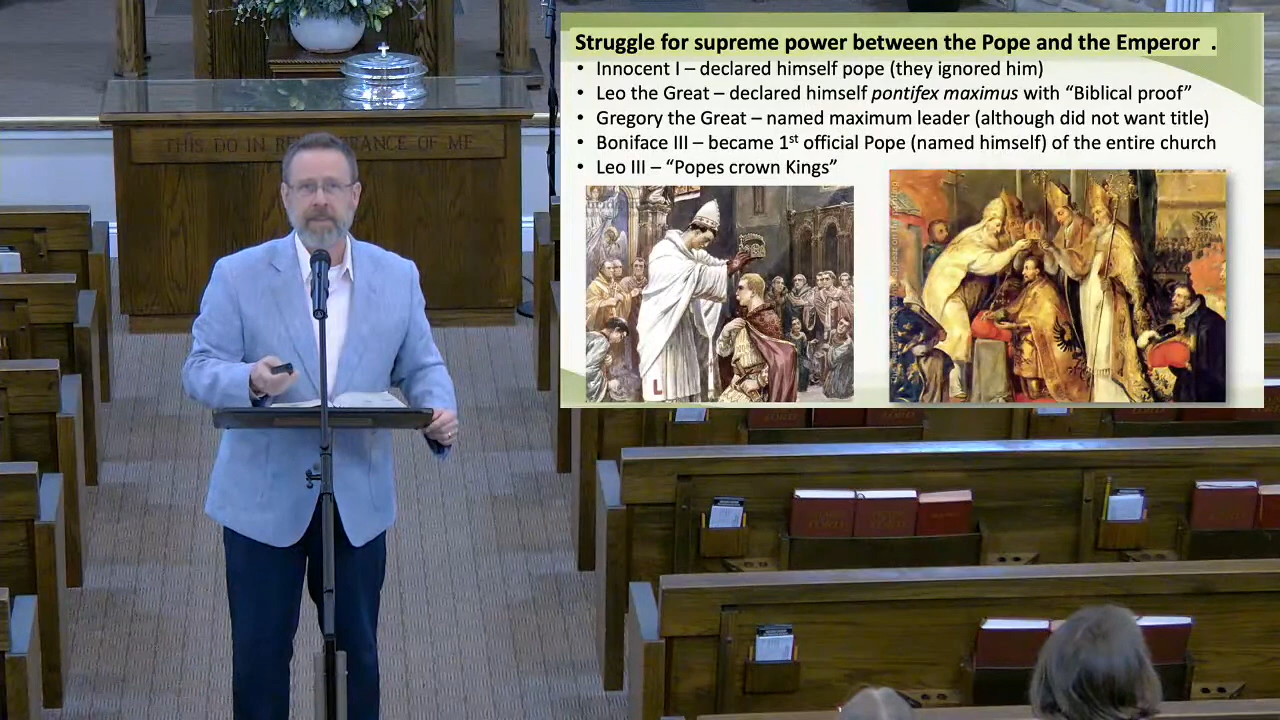 Struggle for supreme power between the Pope and the Emperor .
• Innocent I – declared himself pope (they ignored him)
• Leo the Great – declared himself pontifex maximus with “Biblical proof”
• Gregory the Great – named maximum leader (although did not want title)
• Boniface III – became 1st official Pope (named himself) of the entire church
• Leo III – “Popes crown Kings”
THIS DO IN RE RANCE OF ME